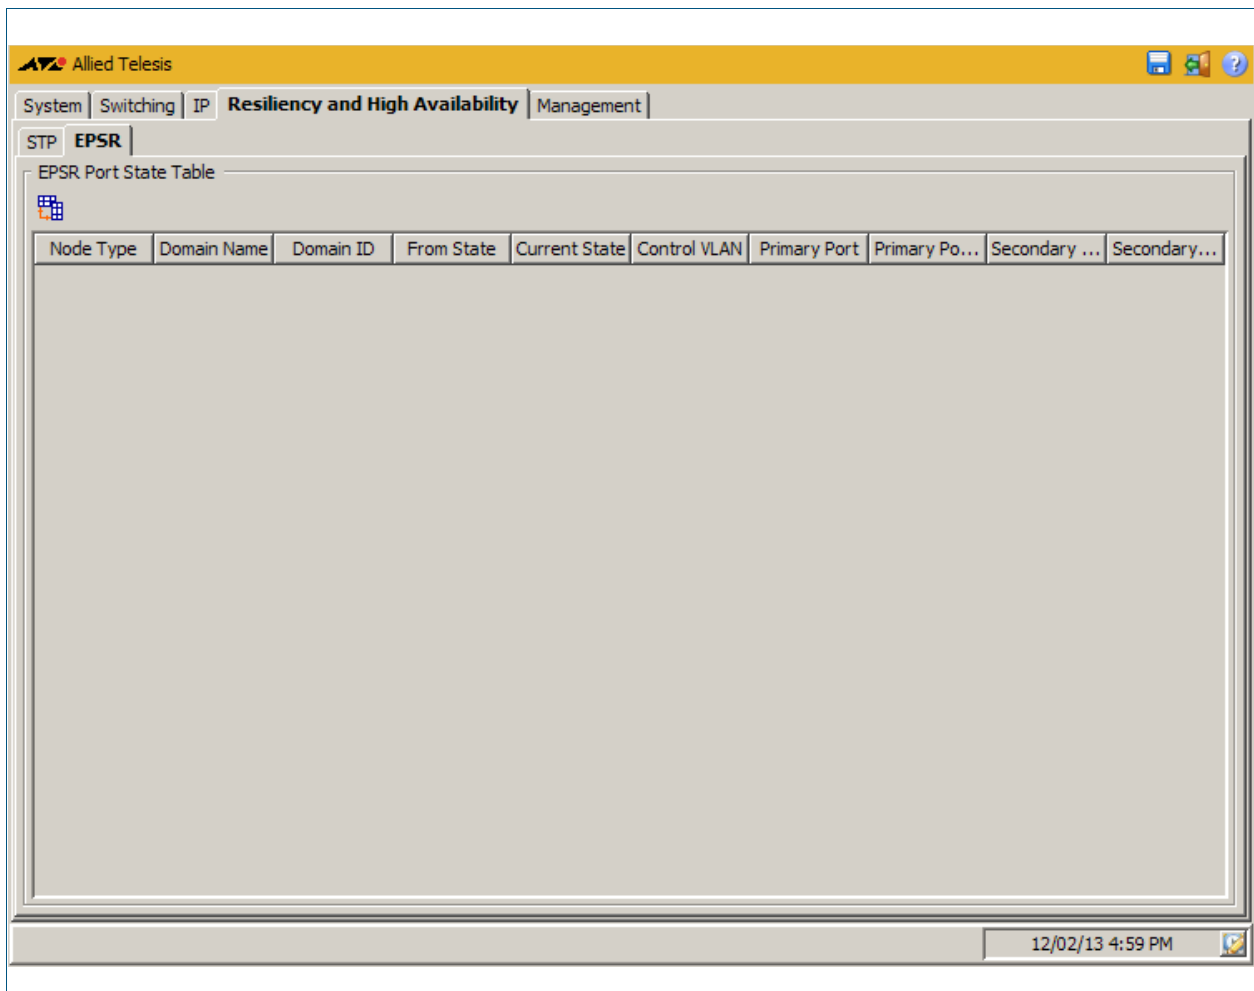 Allied Telesis
System Switching IP Resiliency and High Availability Management
STP EPSR
EPSR Port State Table
Node Type Domain Name Domain ID From State Current State Control VLAN Primary Port Primary Po... Secondary ... Secondary...
12/02/13 4:59 PM